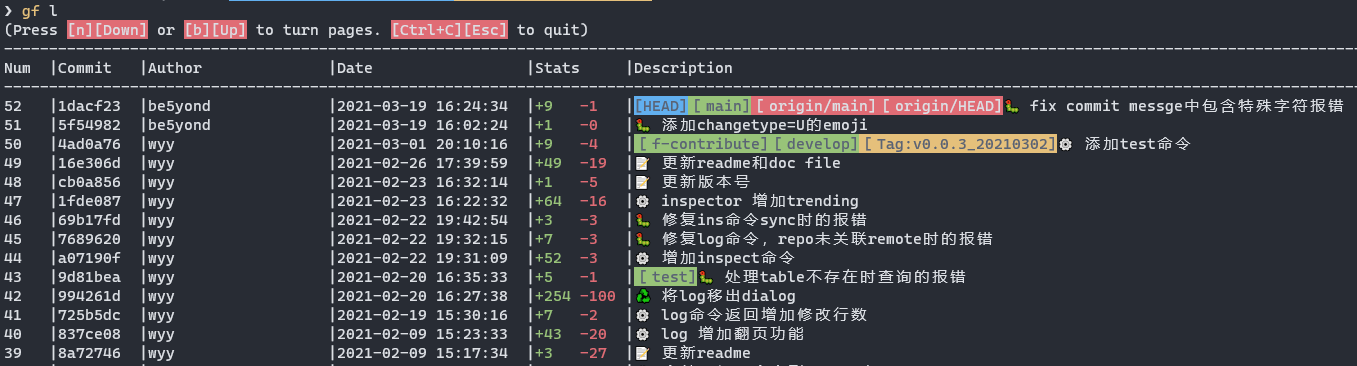 ❯ gf l
(Press [n][Down] or [b][Up] to turn pages. [Ctrl+C][Esc] to quit)
Num |Commit |Author |Date |Stats |Description
52 |1dacf23 |be5yond |2021-03-19 16:24:34 |+9 -1 |[HEAD][ main][ origin/main][ origin/HEAD]🐛 fix commit messge中包含特殊字符报错
51 |5f54982 |be5yond |2021-03-19 16:02:24 |+1 -0 |🐛 添加changetype=U的emoji
50 |4ad0a76 |wyy |2021-03-01 20:10:16 |+9 -4 |[ f-contribute][ develop][ Tag:v0.0.3_20210302]⚙ 添加test命令
49 |16e306d |wyy |2021-02-26 17:39:59 |+49 -19 |📝 更新readme和doc file
48 |cb0a856 |wyy |2021-02-23 16:32:14 |+1 -5 |📝 更新版本号
47 |1fde087 |wyy |2021-02-23 16:22:32 |+64 -16 |⚙ inspector 增加trending
46 |69b17fd |wyy |2021-02-22 19:42:54 |+3 -3 |🐛 修复ins命令sync时的报错
45 |7689620 |wyy |2021-02-22 19:32:15 |+7 -3 |🐛 修复log命令，repo未关联remote时的报错
44 |a07190f |wyy |2021-02-22 19:31:09 |+52 -3 |⚙ 增加inspect命令
43 |9d81bea |wyy |2021-02-20 16:35:33 |+5 -1 |[ test]🐛 处理table不存在时查询的报错
42 |994261d |wyy |2021-02-20 16:27:38 |+254 -100 |♻ 将log移出dialog
41 |725b5dc |wyy |2021-02-19 15:30:16 |+7 -2 |⚙ log命令返回增加修改行数
40 |837ce08 |wyy |2021-02-09 15:23:33 |+43 -20 |⚙ log 增加翻页功能
39 |8a72746 |wyy |2021-02-09 15:17:34 |+3 -27 |📝 更新readme